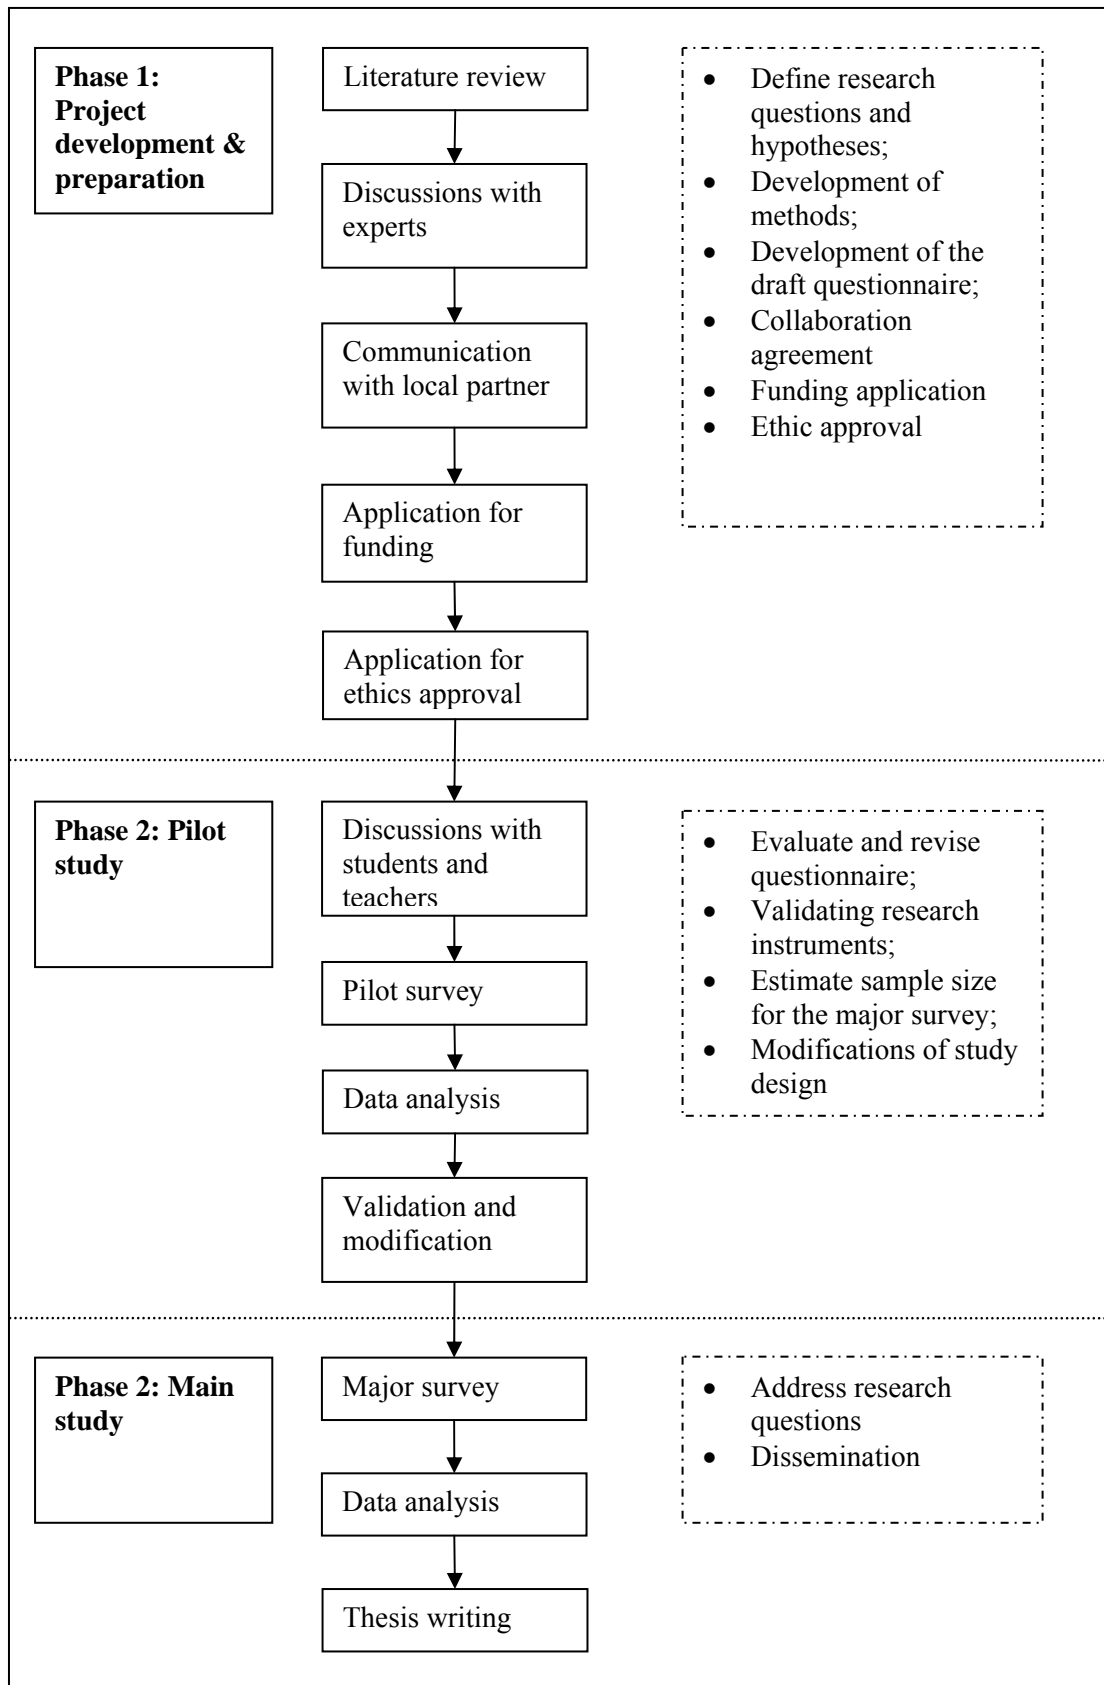 Phase 1:
Project
development &
preparation
Literature review
Discussions with
experts
Communication
with local partner
Application for
funding
Application for
ethics approval
• Define research
questions and
hypotheses;
• Development of
methods;
• Development of the
draft questionnaire;
• Collaboration
agreement
• Funding application
• Ethic approval
Phase 2: Pilot
study
Discussions with
students and
teachers
Pilot survey
Data analysis
Validation and
modification
• Evaluate and revise
questionnaire;
• Validating research
instruments;
• Estimate sample size
for the major survey;
• Modifications of study
design
Phase 2: Main
study
Major survey
Data analysis
Thesis writing
• Address research
questions
• Dissemination